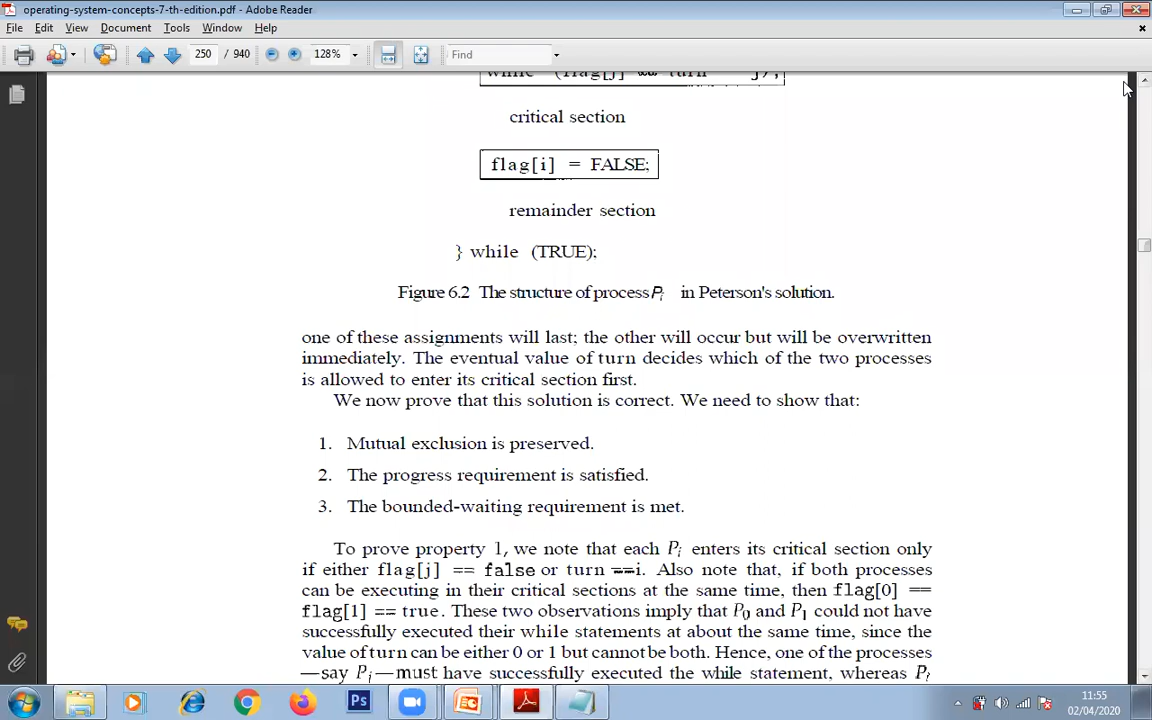 operating-system-concepts-7-th-edition.pdf - Adobe Reader
File Edit View Document Tools Window Help
250 / 940 128% Find
while (flag[j] && turn j);
critical section
flag[i] = FALSE;
remainder section
} while (TRUE);
Figure 6.2 The structure of process Pi in Peterson's solution.
one of these assignments will last; the other will occur but will be overwritten
immediately. The eventual value of turn decides which of the two processes
is allowed to enter its critical section first.
We now prove that this solution is correct. We need to show that:
1. Mutual exclusion is preserved.
2. The progress requirement is satisfied.
3. The bounded-waiting requirement is met.
To prove property 1, we note that each Pi enters its critical section only
if either flag[j] == false or turn ==i. Also note that, if both processes
can be executing in their critical sections at the same time, then flag[0] ==
flag[1] == true. These two observations imply that P0 and P1 could not have
successfully executed their while statements at about the same time, since the
value of turn can be either 0 or 1 but cannot be both. Hence, one of the processes
—say Pj—must have successfully executed the while statement, whereas Pi
Ps
11:55
02/04/2020